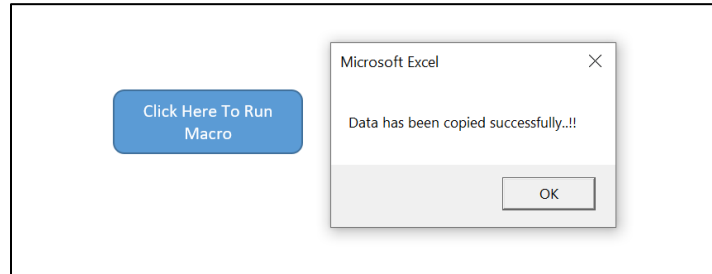 Click Here To Run
Macro
Microsoft Excel
Data has been copied successfully..!!
OK